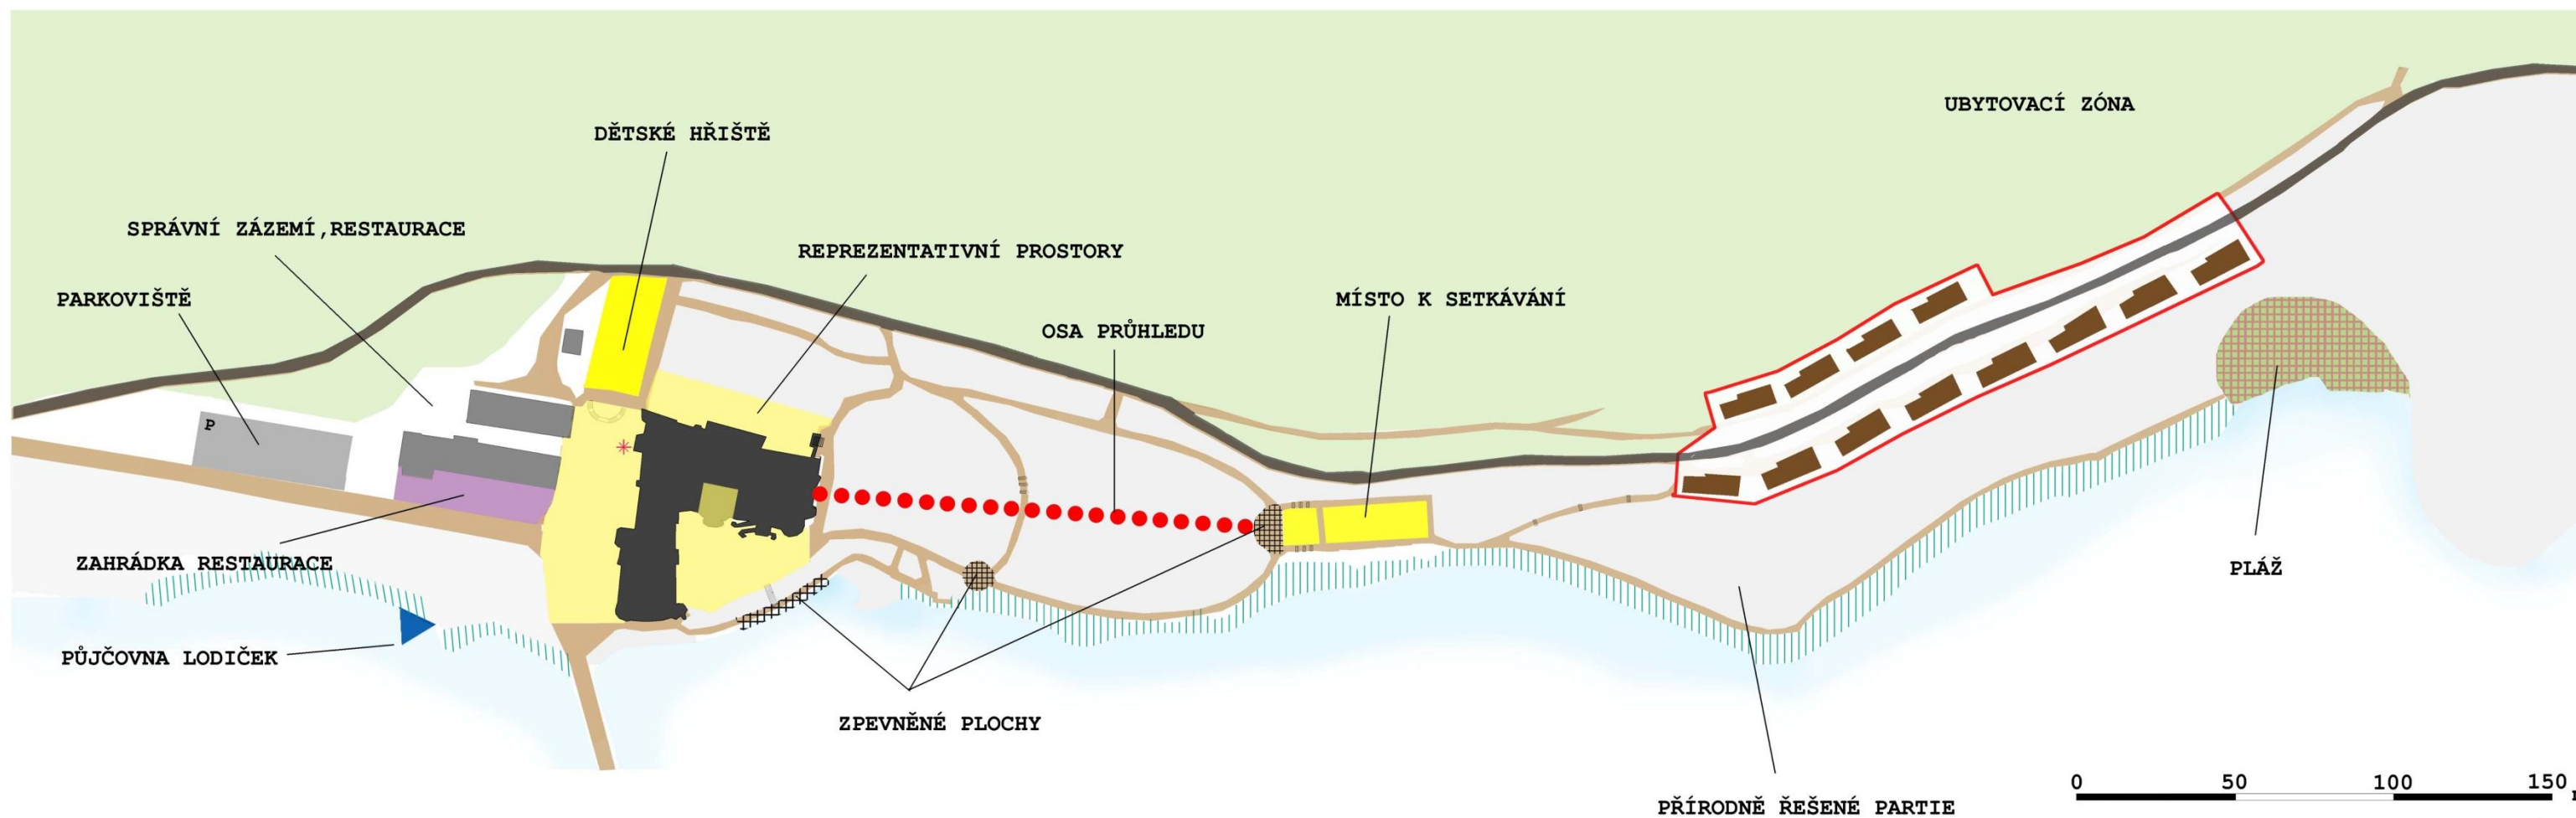 UBYTOVACÍ ZÓNA
DĚTSKÉ HŘIŠTĚ
SPRÁVNÍ ZÁZEMÍ,RESTAURACE
REPREZENTATIVNÍ PROSTORY
PARKOVIŠTĚ
MÍSTO K SETKÁVÁNÍ
OSA PRŮHLEDU
P
ZAHRÁDKA RESTAURACE
PLÁŽ
PŮJČOVNA LODIČEK
ZPEVNĚNÉ PLOCHY
0 50 100 150
PŘÍRODNĚ ŘEŠENÉ PARTIE